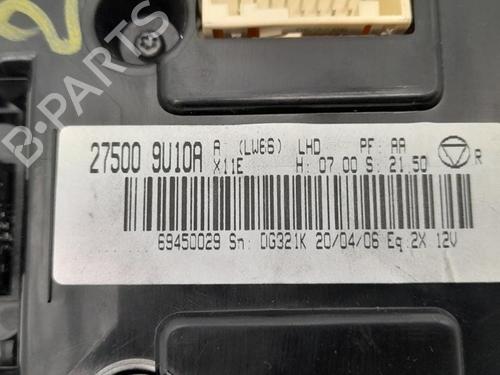 2
B-PARTS
27500 9U10A A (LW66) LHD PF: AA
X11E H: 07.00 S: 21.50 R
69450029 Sn: DG321K 20/04/06 Eq.2X 12V